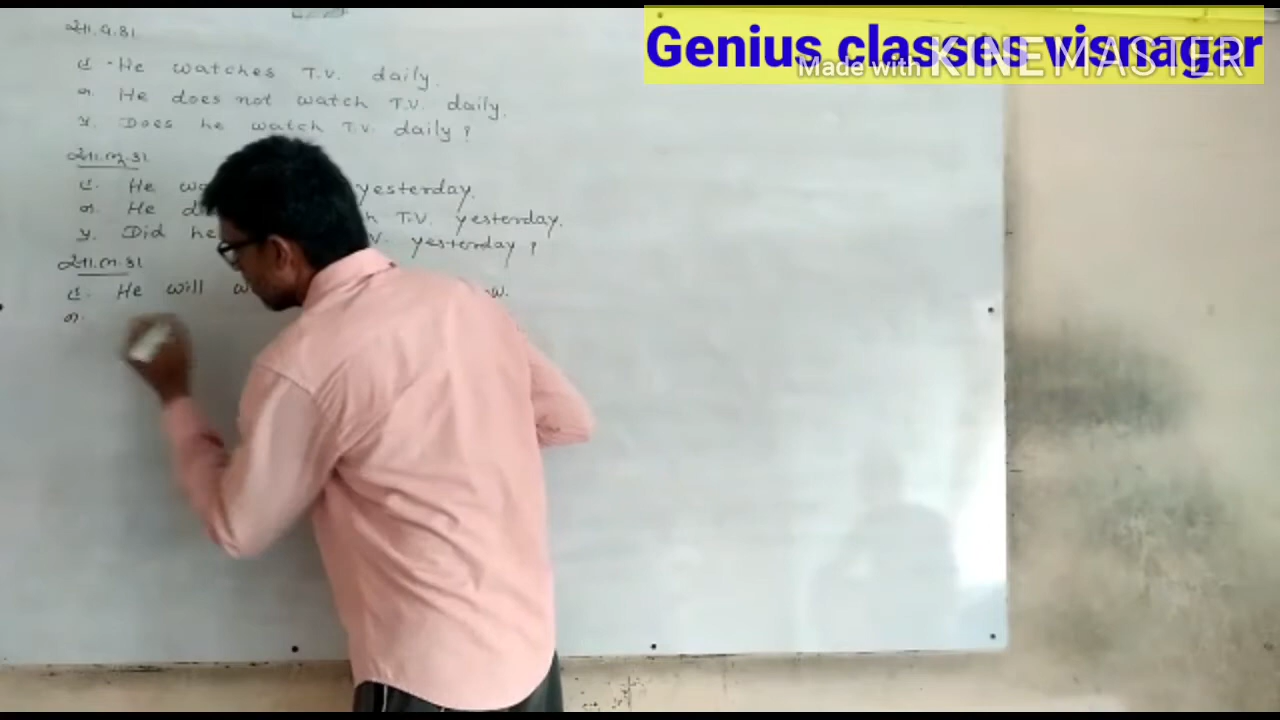 Genius classes visnagar
Made with KINEMASTER
સા.વ.કા
હ. He watches T.V. daily.
ન. He does not watch T.V. daily.
પ્ર. Does he watch T.V. daily?
સા.ભૂ.કા
હ. He yesterday.
ન. He T.V. yesterday.
પ્ર. Did he yesterday?
સા.ભ.કા
હ. He will
ન.